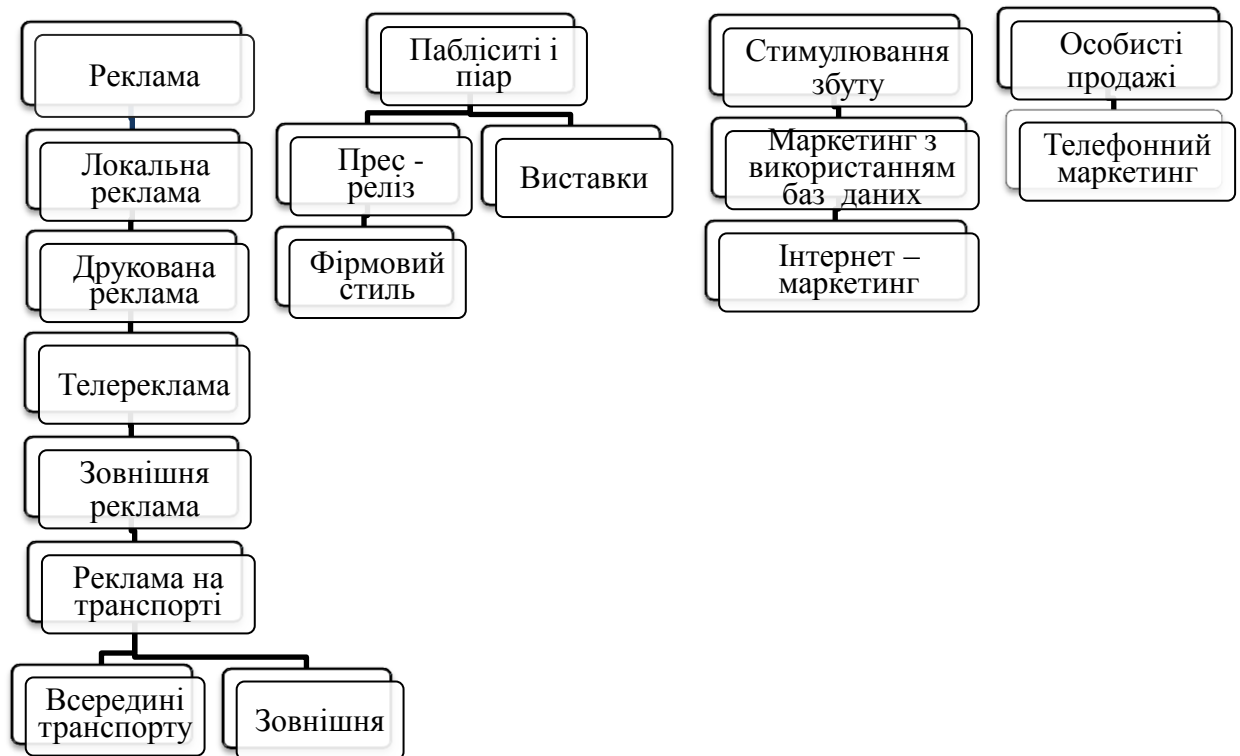 Реклама
Локальна
реклама
Друкована
реклама
Телереклама
Зовнішня
реклама
Реклама на
транспорті
Всередині
транспорту
Зовнішня
Пабліситі і
піар
Прес -
реліз
Фірмовий
стиль
Виставки
Стимулювання
збуту
Маркетинг з
використанням
баз даних
Інтернет –
маркетинг
Особисті
продажі
Телефонний
маркетинг